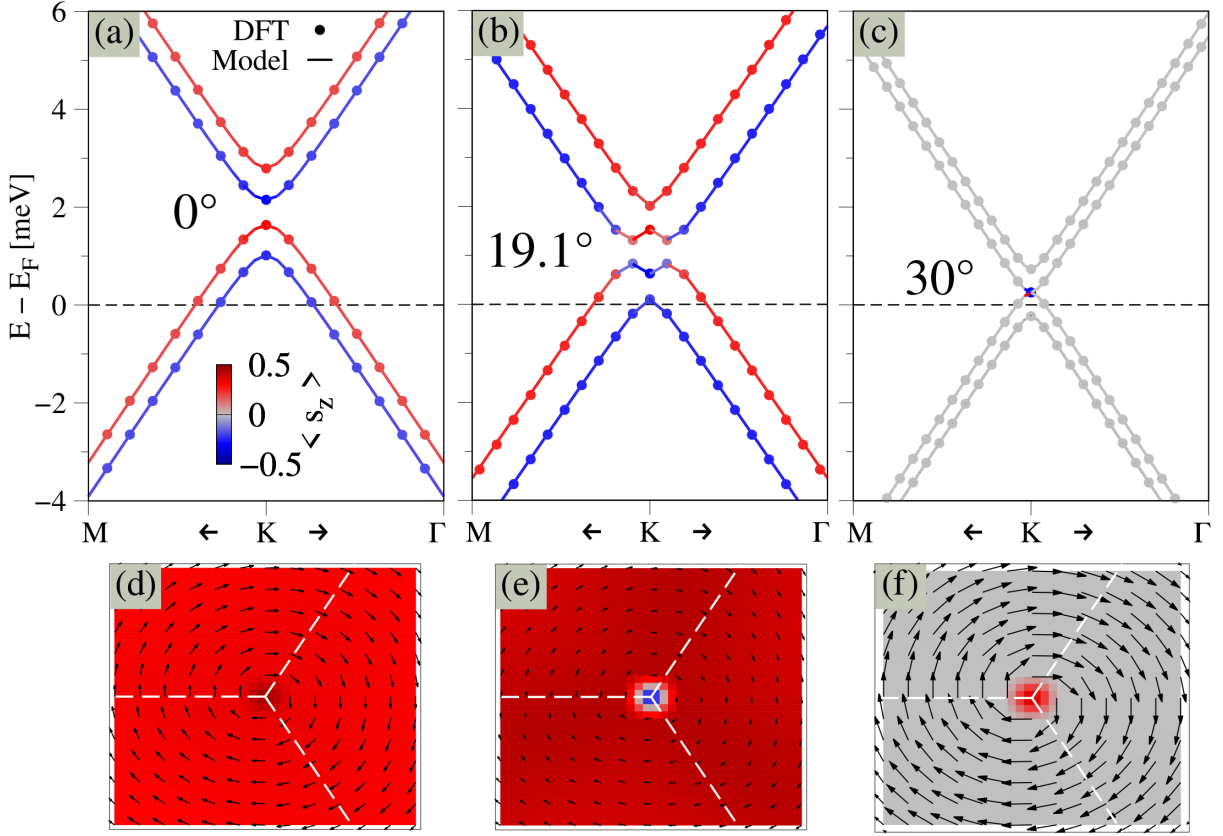 (a)
DFT
Model
0°
0.5
0
−0.5
< s_z >
6
4
2
0
−2
−4
E − E_F [meV]
M
K
Γ
(b)
19.1°
M
K
Γ
(c)
30°
M
K
Γ
(d)
(e)
(f)